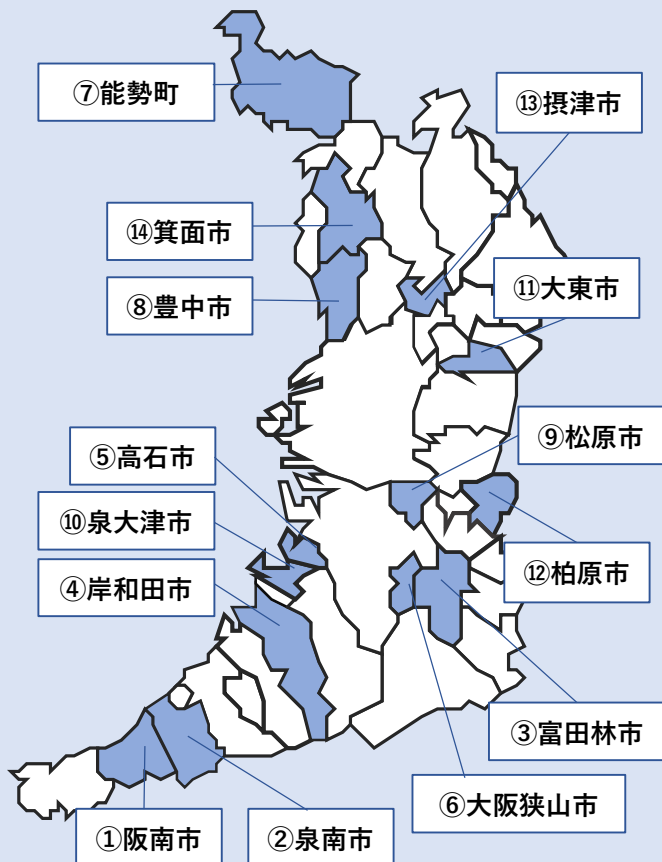 ⑦能勢町
⑬摂津市
⑭箕面市
⑪大東市
⑧豊中市
⑨松原市
⑤高石市
⑩泉大津市
⑫柏原市
④岸和田市
③富田林市
⑥大阪狭山市
①阪南市
②泉南市